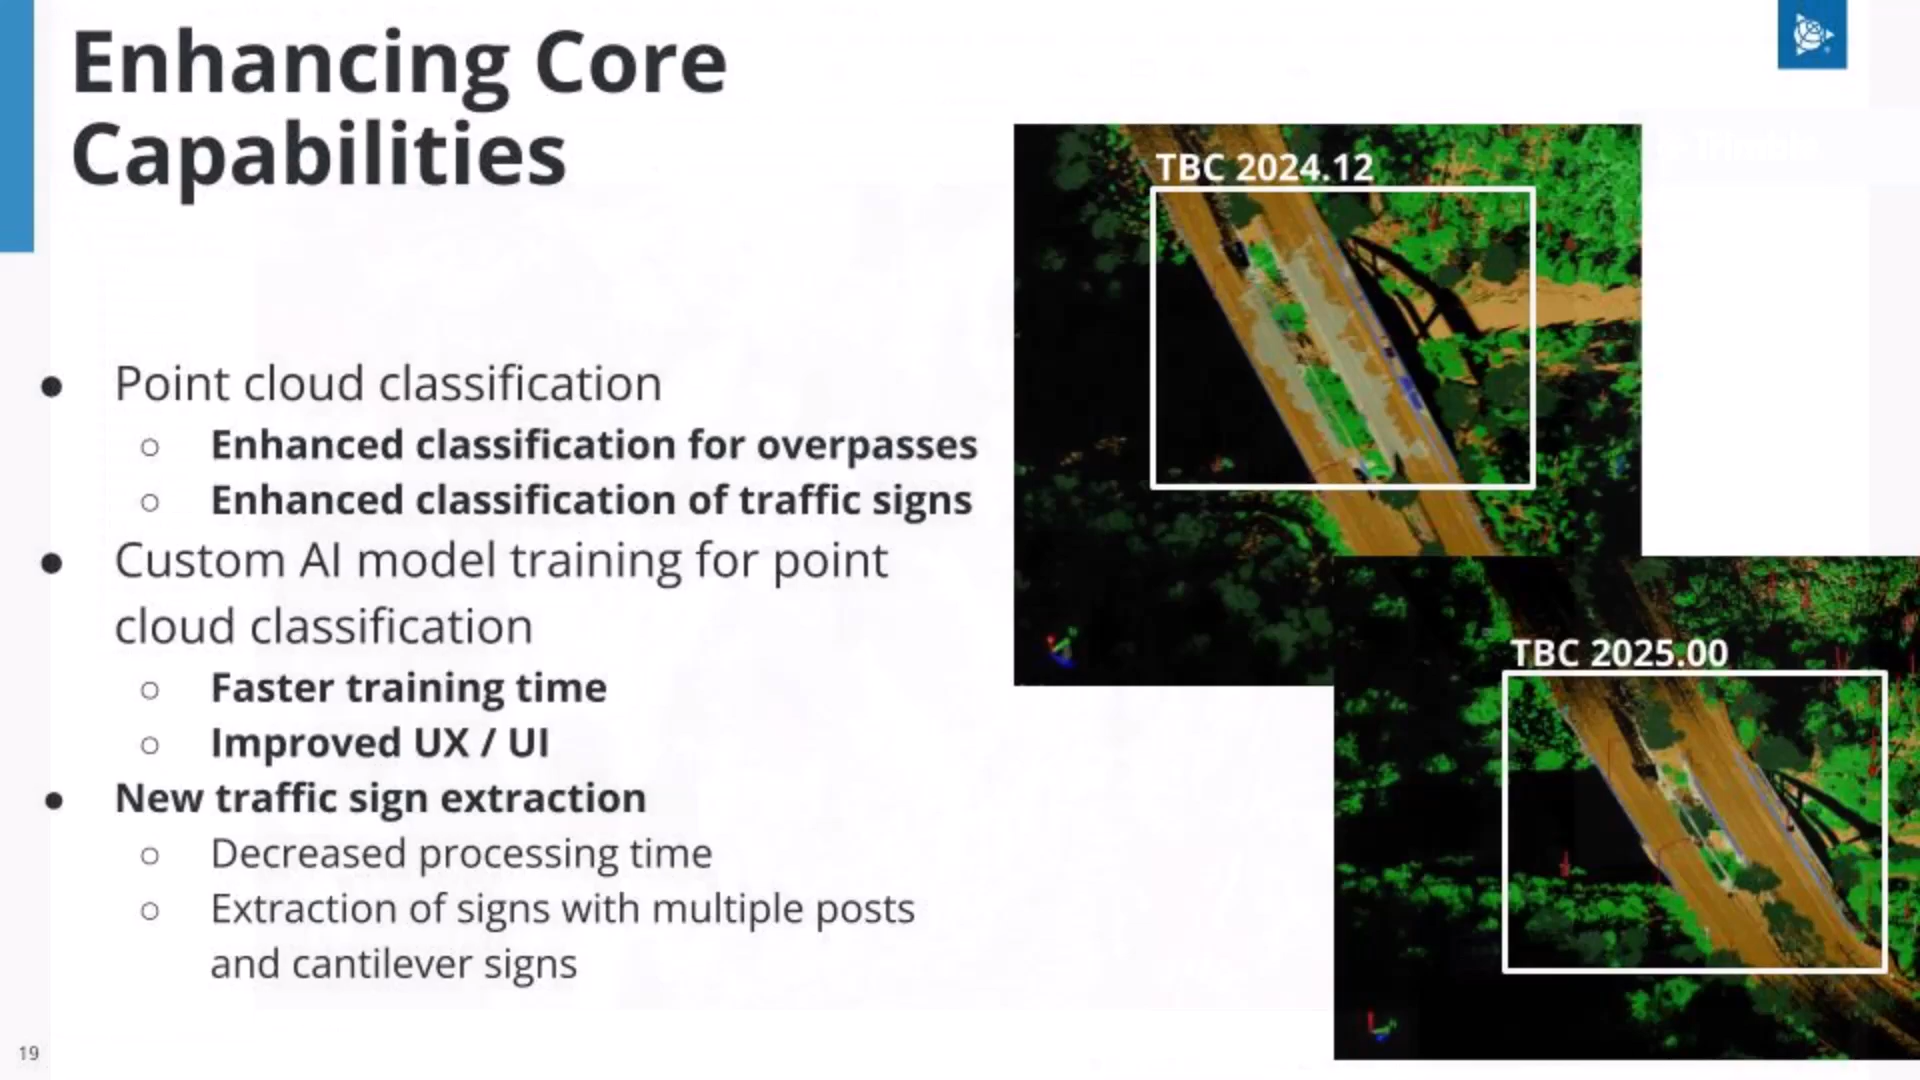 Enhancing Core
Capabilities
● Point cloud classification
○ Enhanced classification for overpasses
○ Enhanced classification of traffic signs
● Custom AI model training for point
cloud classification
○ Faster training time
○ Improved UX / UI
● New traffic sign extraction
○ Decreased processing time
○ Extraction of signs with multiple posts
and cantilever signs
TBC 2024.12
TBC 2025.00
19